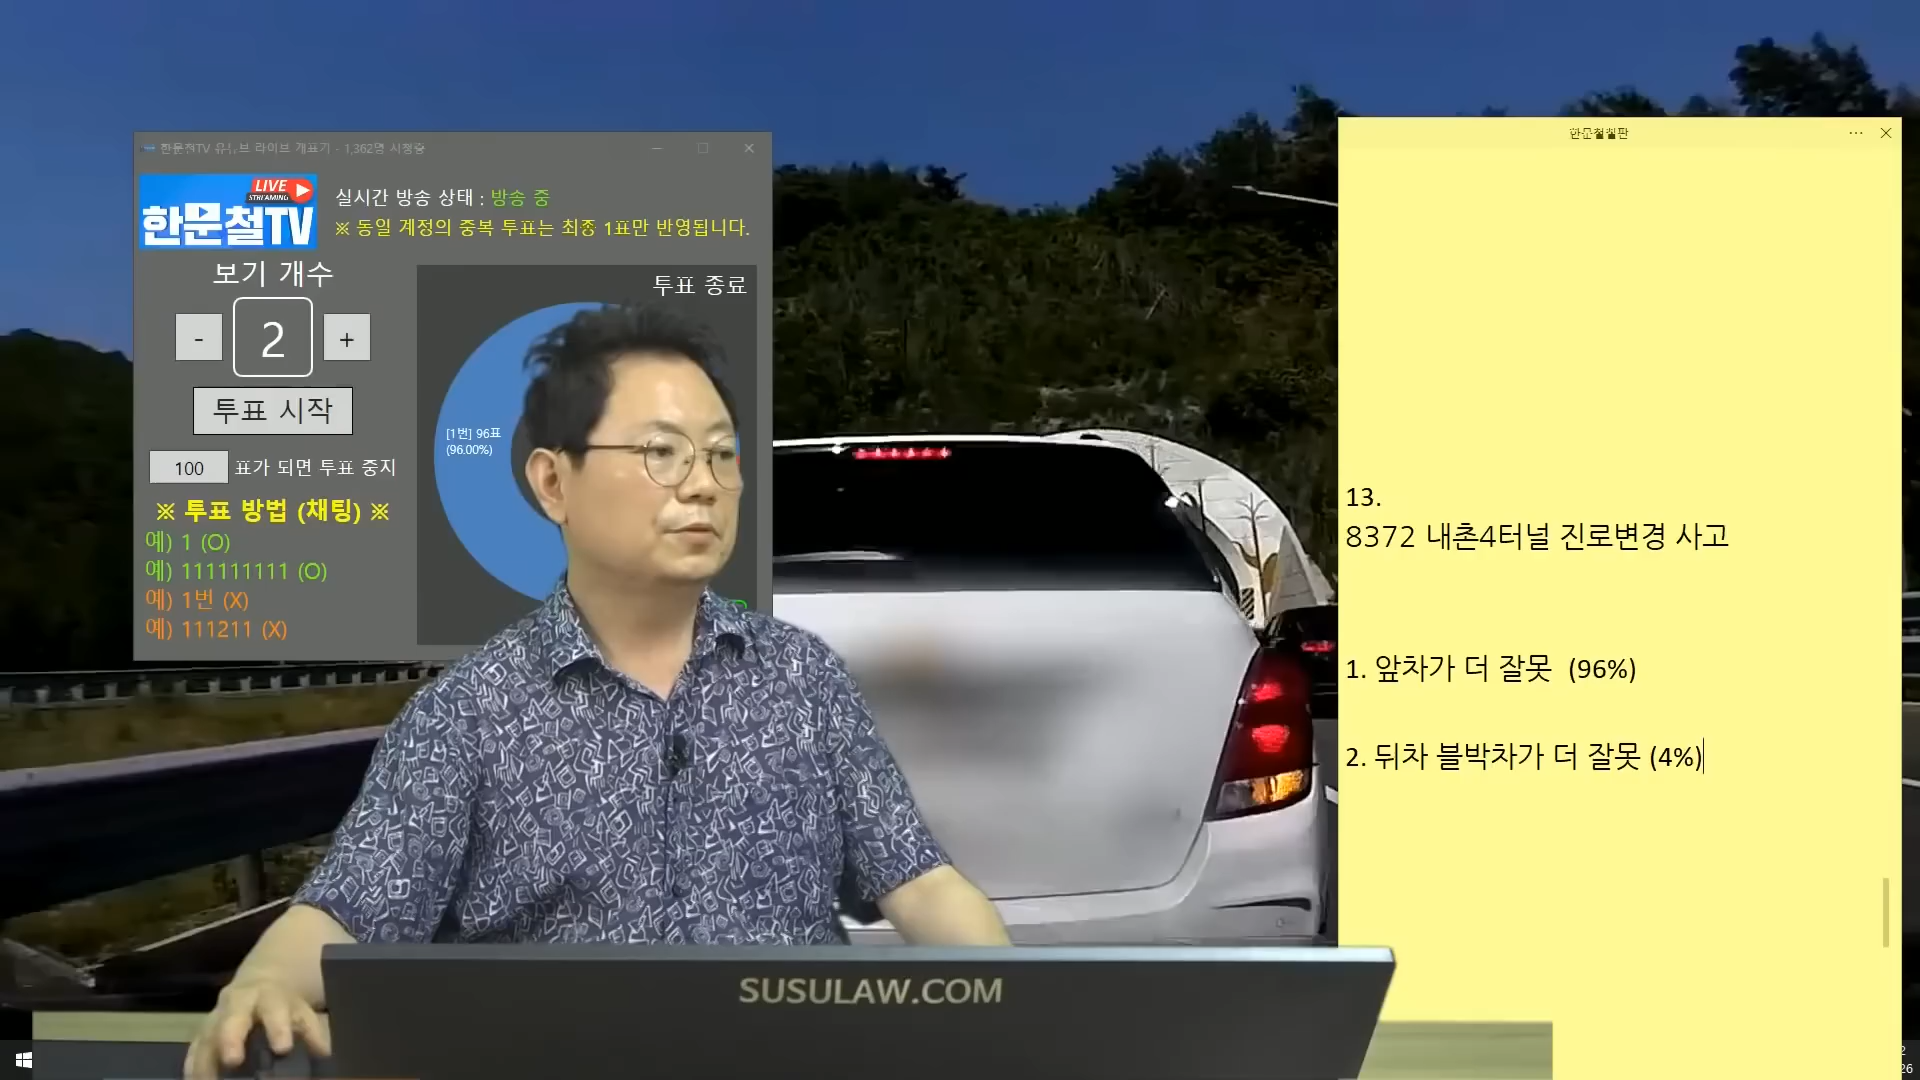 한문철TV 유튜브 라이브 개표기 - 1,362명 시청중
LIVE
STREAMING
한문철TV
실시간 방송 상태 : 방송 중
※ 동일 계정의 중복 투표는 최종 1표만 반영됩니다.
보기 개수
- 2 +
투표 시작
100 표가 되면 투표 중지
※ 투표 방법 (채팅) ※
예) 1 (O)
예) 111111111 (O)
예) 1번 (X)
예) 111211 (X)
투표 종료
[1번] 96표
(96.00%)
한문철칠판
13.
8372 내촌4터널 진로변경 사고
1. 앞차가 더 잘못 (96%)
2. 뒤차 블박차가 더 잘못 (4%)
SUSULAW.COM